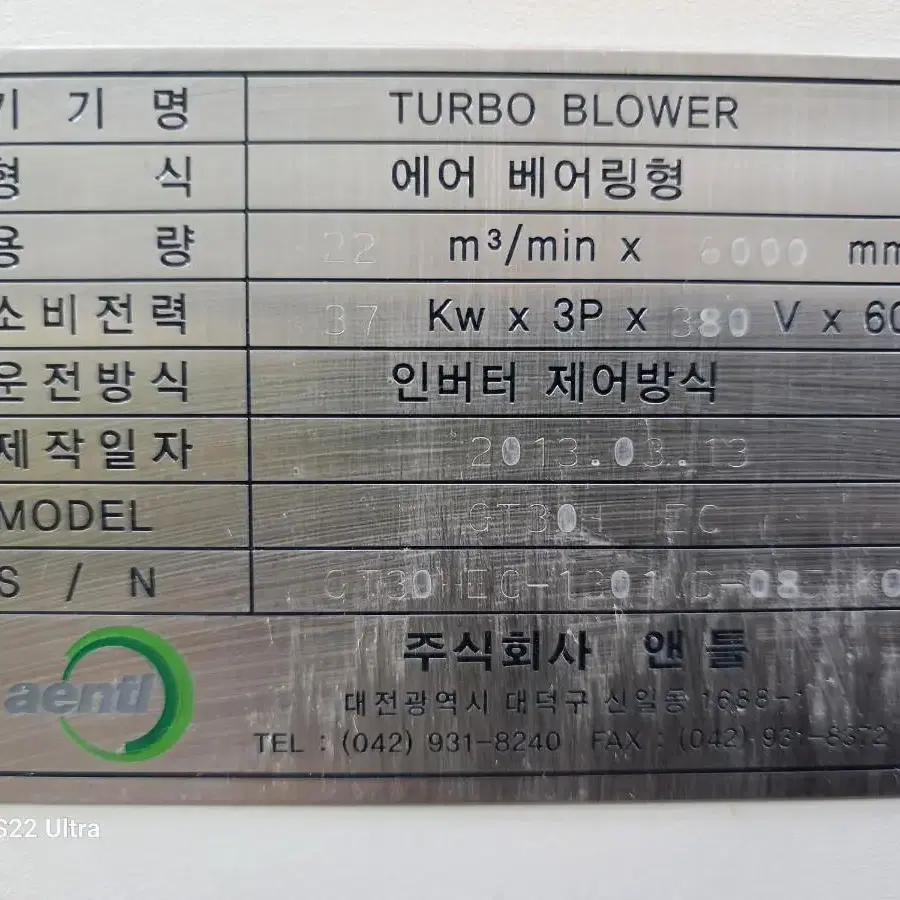 기 기 명 TURBO BLOWER
형 식 에어 베어링형
용 량 22 m³/min x 6000 mm
소비전력 37 Kw x 3P x 380 V x 60
운전방식 인버터 제어방식
제작일자 2013.03.13
MODEL GT30H EC
S / N
aentl
주식회사 앤틀
대전광역시 대덕구 신일동 1688-
TEL : (042) 931-8240 FAX : (042) 931-8372
S22 Ultra